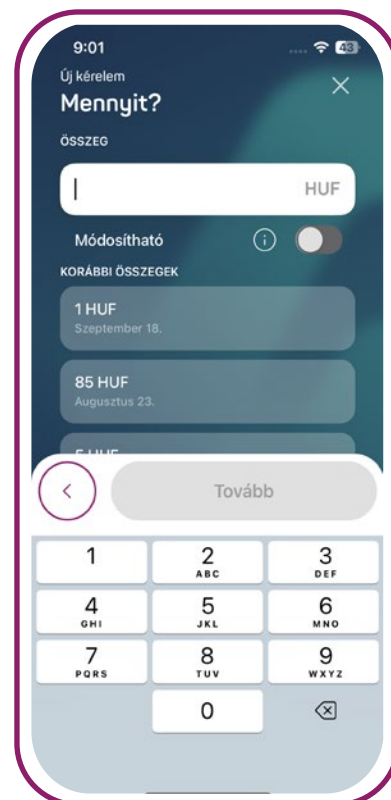 9:01
43
Új kérelem
Mennyit?
ÖSSZEG
HUF
Módosítható
KORÁBBI ÖSSZEGEK
1 HUF
Szeptember 18.
85 HUF
Augusztus 23.
5 HUF
Tovább
1
2
ABC
3
DEF
4
GHI
5
JKL
6
MNO
7
PQRS
8
TUV
9
WXYZ
0